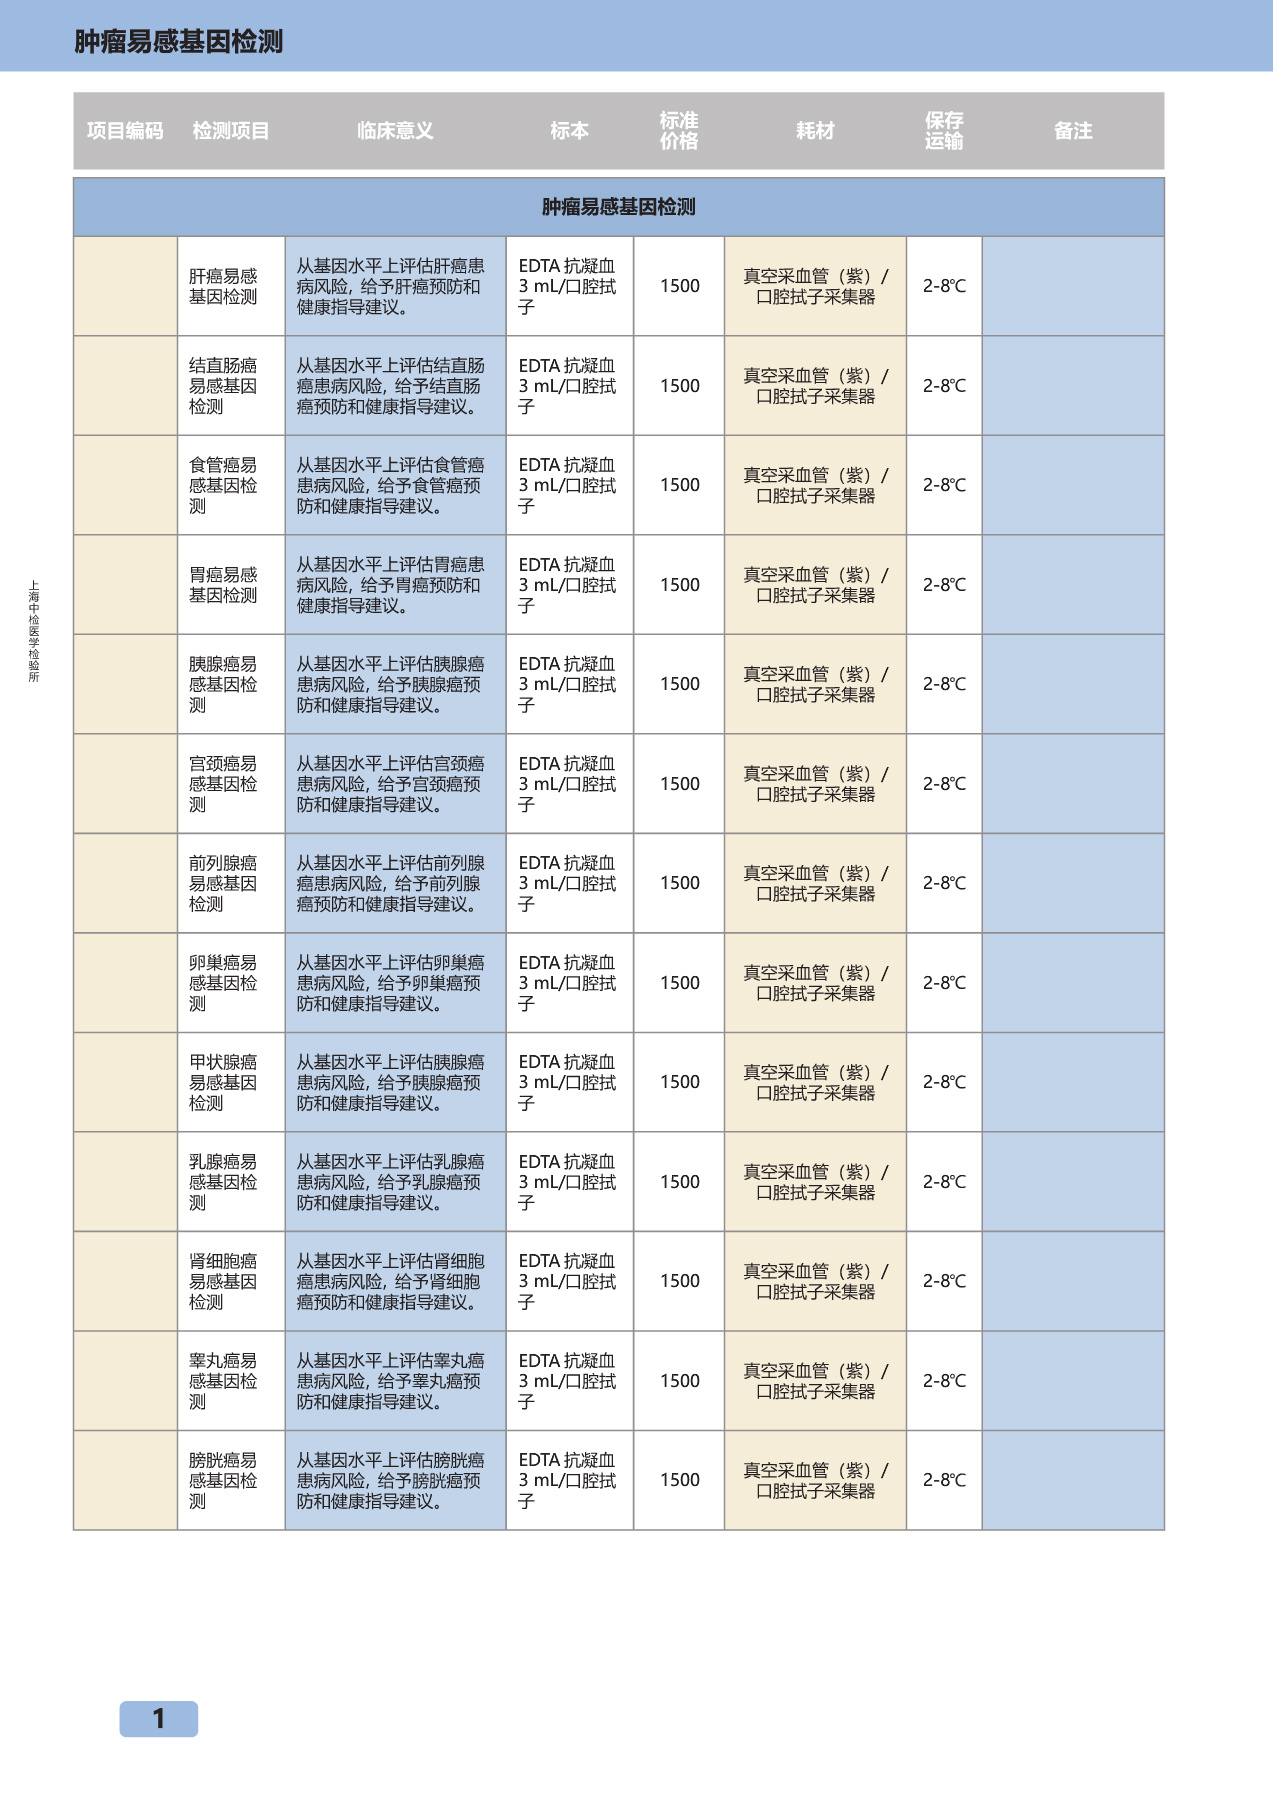 肿瘤易感基因检测
项目编码 检测项目 临床意义 标本 标准 价格 耗材 保存 运输 备注
肿瘤易感基因检测
肝癌易感
基因检测
从基因水平上评估肝癌患
病风险, 给予肝癌预防和
健康指导建议。
EDTA 抗凝血
3 mL/口腔拭
子
1500
真空采血管（紫）/
口腔拭子采集器
2-8℃
结直肠癌
易感基因
检测
从基因水平上评估结直肠
癌患病风险, 给予结直肠
癌预防和健康指导建议。
EDTA 抗凝血
3 mL/口腔拭
子
1500
真空采血管（紫）/
口腔拭子采集器
2-8℃
食管癌易
感基因检
测
从基因水平上评估食管癌
患病风险, 给予食管癌预
防和健康指导建议。
EDTA 抗凝血
3 mL/口腔拭
子
1500
真空采血管（紫）/
口腔拭子采集器
2-8℃
胃癌易感
基因检测
从基因水平上评估胃癌患
病风险, 给予胃癌预防和
健康指导建议。
EDTA 抗凝血
3 mL/口腔拭
子
1500
真空采血管（紫）/
口腔拭子采集器
2-8℃
胰腺癌易
感基因检
测
从基因水平上评估胰腺癌
患病风险, 给予胰腺癌预
防和健康指导建议。
EDTA 抗凝血
3 mL/口腔拭
子
1500
真空采血管（紫）/
口腔拭子采集器
2-8℃
宫颈癌易
感基因检
测
从基因水平上评估宫颈癌
患病风险, 给予宫颈癌预
防和健康指导建议。
EDTA 抗凝血
3 mL/口腔拭
子
1500
真空采血管（紫）/
口腔拭子采集器
2-8℃
前列腺癌
易感基因
检测
从基因水平上评估前列腺
癌患病风险, 给予前列腺
癌预防和健康指导建议。
EDTA 抗凝血
3 mL/口腔拭
子
1500
真空采血管（紫）/
口腔拭子采集器
2-8℃
卵巢癌易
感基因检
测
从基因水平上评估卵巢癌
患病风险, 给予卵巢癌预
防和健康指导建议。
EDTA 抗凝血
3 mL/口腔拭
子
1500
真空采血管（紫）/
口腔拭子采集器
2-8℃
甲状腺癌
易感基因
检测
从基因水平上评估胰腺癌
患病风险, 给予胰腺癌预
防和健康指导建议。
EDTA 抗凝血
3 mL/口腔拭
子
1500
真空采血管（紫）/
口腔拭子采集器
2-8℃
乳腺癌易
感基因检
测
从基因水平上评估乳腺癌
患病风险, 给予乳腺癌预
防和健康指导建议。
EDTA 抗凝血
3 mL/口腔拭
子
1500
真空采血管（紫）/
口腔拭子采集器
2-8℃
肾细胞癌
易感基因
检测
从基因水平上评估肾细胞
癌患病风险, 给予肾细胞
癌预防和健康指导建议。
EDTA 抗凝血
3 mL/口腔拭
子
1500
真空采血管（紫）/
口腔拭子采集器
2-8℃
睾丸癌易
感基因检
测
从基因水平上评估睾丸癌
患病风险, 给予睾丸癌预
防和健康指导建议。
EDTA 抗凝血
3 mL/口腔拭
子
1500
真空采血管（紫）/
口腔拭子采集器
2-8℃
膀胱癌易
感基因检
测
从基因水平上评估膀胱癌
患病风险, 给予膀胱癌预
防和健康指导建议。
EDTA 抗凝血
3 mL/口腔拭
子
1500
真空采血管（紫）/
口腔拭子采集器
2-8℃
上海中检医学检验所
1